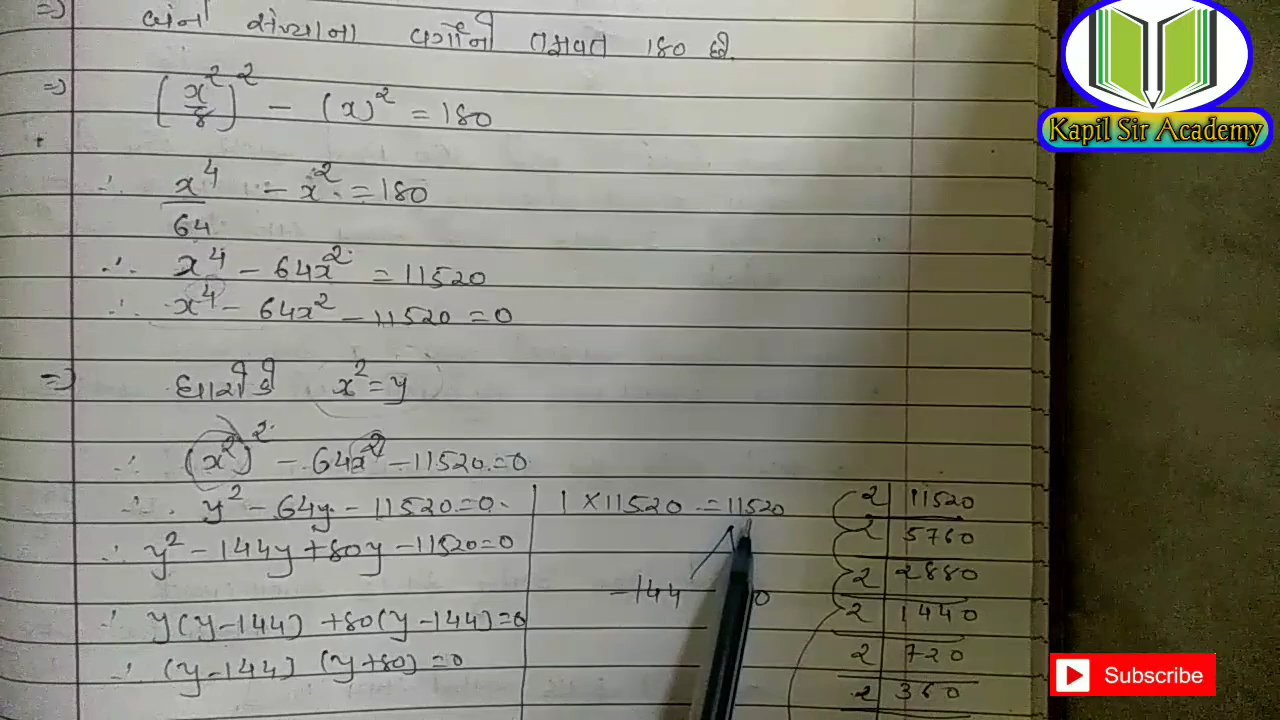 ⇒ બંને સંખ્યાના વર્ગોનો તફાવત 180 છે.
⇒ (x²/8)² - (x)² = 180
∴ x⁴/64 - x² = 180
∴ x⁴ - 64x² = 11520
∴ x⁴ - 64x² - 11520 = 0
⇒ ધારોકે x² = y
∴ (x²)² - 64x² - 11520 = 0
∴ y² - 64y - 11520 = 0
∴ y² - 144y + 80y - 11520 = 0
∴ y(y - 144) + 80(y - 144) = 0
∴ (y - 144) (y + 80) = 0
1 × 11520 = 11520
-144 0
2 | 11520
2 | 5760
2 | 2880
2 | 1440
2 | 720
2 | 360
Kapil Sir Academy
Subscribe